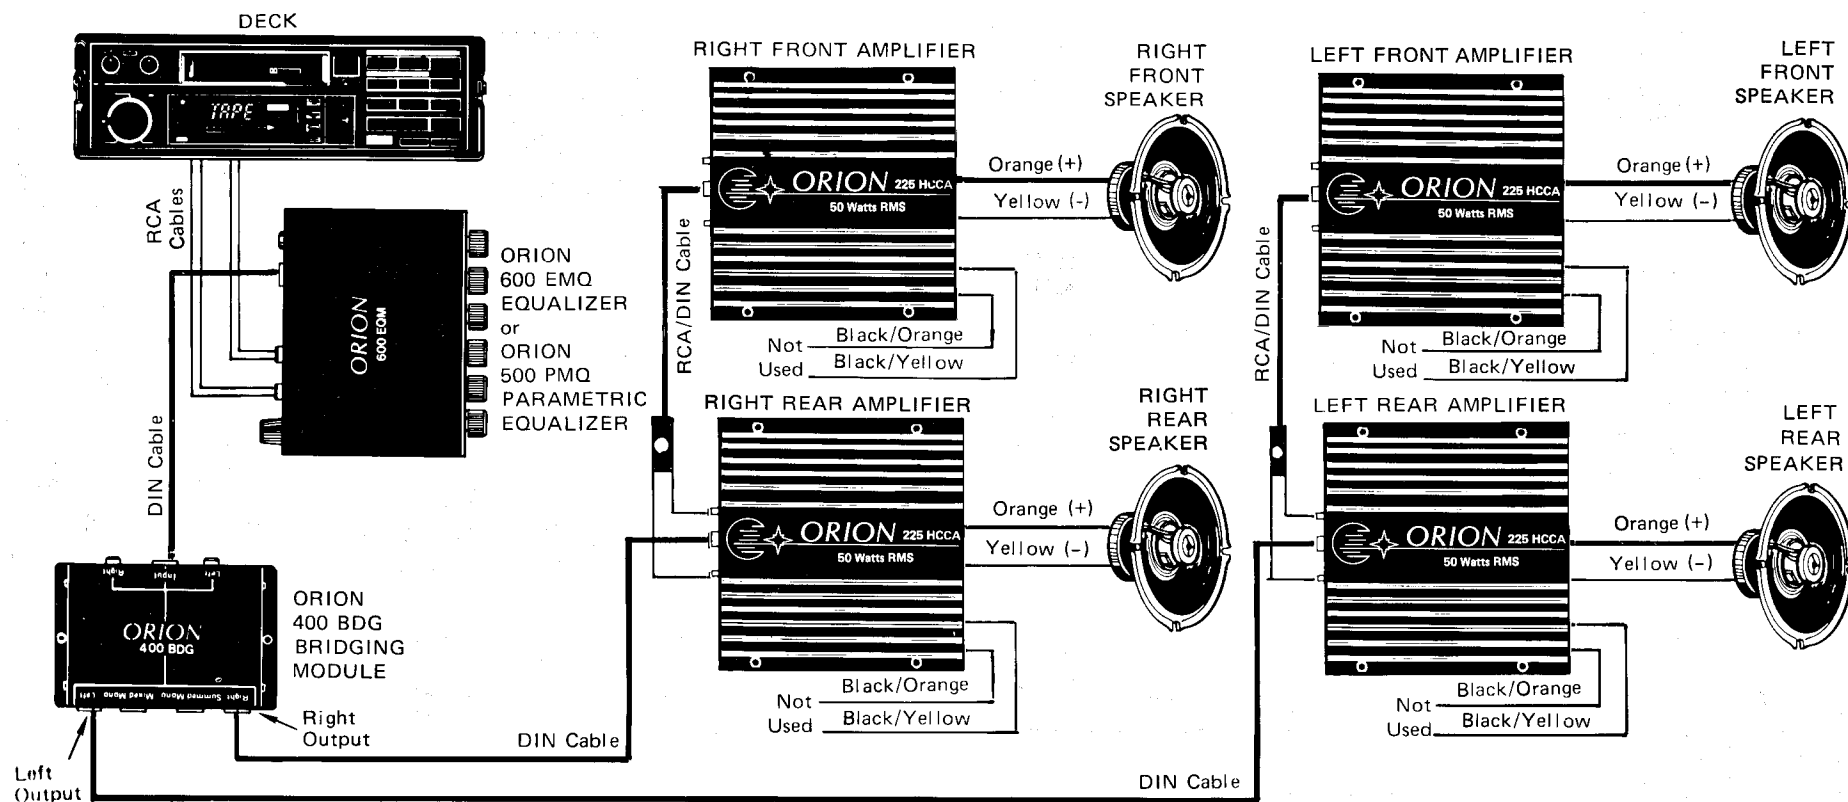 DECK
TAPE
RCA
Cables
ORION
600 EQM
ORION
600 EMQ
EQUALIZER
or
ORION
500 PMQ
PARAMETRIC
EQUALIZER
DIN Cable
Right
Input
Left
ORION
400 BDG
Right Summed Mono Mixed Mono Left
ORION
400 BDG
BRIDGING
MODULE
Right
Output
Left
Output
DIN Cable
DIN Cable
RIGHT FRONT AMPLIFIER
ORION 225 HCCA
50 Watts RMS
RCA/DIN Cable
Orange (+)
Yellow (-)
RIGHT
FRONT
SPEAKER
Not
Used
Black/Orange
Black/Yellow
RIGHT REAR AMPLIFIER
ORION 225 HCCA
50 Watts RMS
Orange (+)
Yellow (-)
RIGHT
REAR
SPEAKER
Not
Used
Black/Orange
Black/Yellow
LEFT FRONT AMPLIFIER
ORION 225 HCCA
50 Watts RMS
RCA/DIN Cable
Orange (+)
Yellow (-)
LEFT
FRONT
SPEAKER
Not
Used
Black/Orange
Black/Yellow
LEFT REAR AMPLIFIER
ORION 225 HCCA
50 Watts RMS
Orange (+)
Yellow (-)
LEFT
REAR
SPEAKER
Not
Used
Black/Orange
Black/Yellow